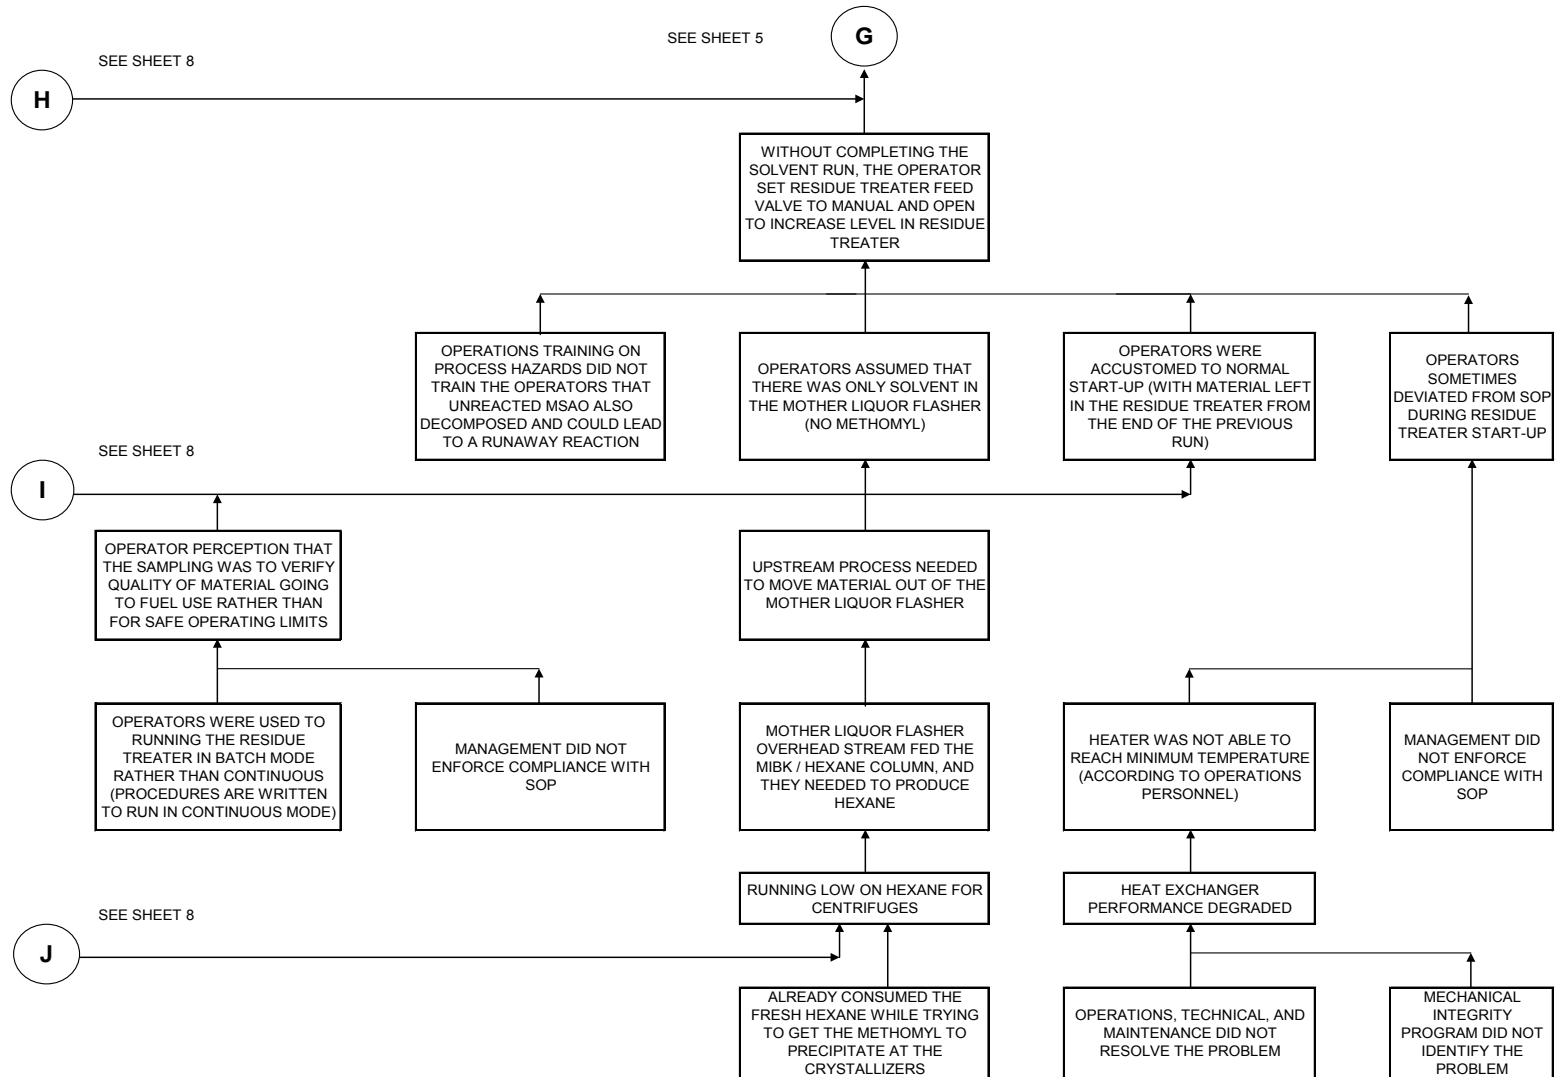 SEE SHEET 5
G
SEE SHEET 8
H
WITHOUT COMPLETING THE
SOLVENT RUN, THE OPERATOR
SET RESIDUE TREATER FEED
VALVE TO MANUAL AND OPEN
TO INCREASE LEVEL IN RESIDUE
TREATER
OPERATIONS TRAINING ON
PROCESS HAZARDS DID NOT
TRAIN THE OPERATORS THAT
UNREACTED MSAO ALSO
DECOMPOSED AND COULD LEAD
TO A RUNAWAY REACTION
OPERATORS ASSUMED THAT
THERE WAS ONLY SOLVENT IN
THE MOTHER LIQUOR FLASHER
(NO METHOMYL)
OPERATORS WERE
ACCUSTOMED TO NORMAL
START-UP (WITH MATERIAL LEFT
IN THE RESIDUE TREATER FROM
THE END OF THE PREVIOUS
RUN)
OPERATORS
SOMETIMES
DEVIATED FROM SOP
DURING RESIDUE
TREATER START-UP
SEE SHEET 8
I
OPERATOR PERCEPTION THAT
THE SAMPLING WAS TO VERIFY
QUALITY OF MATERIAL GOING
TO FUEL USE RATHER THAN
FOR SAFE OPERATING LIMITS
UPSTREAM PROCESS NEEDED
TO MOVE MATERIAL OUT OF THE
MOTHER LIQUOR FLASHER
OPERATORS WERE USED TO
RUNNING THE RESIDUE
TREATER IN BATCH MODE
RATHER THAN CONTINUOUS
(PROCEDURES ARE WRITTEN
TO RUN IN CONTINUOUS MODE)
MANAGEMENT DID NOT
ENFORCE COMPLIANCE WITH
SOP
MOTHER LIQUOR FLASHER
OVERHEAD STREAM FED THE
MIBK / HEXANE COLUMN, AND
THEY NEEDED TO PRODUCE
HEXANE
HEATER WAS NOT ABLE TO
REACH MINIMUM TEMPERATURE
(ACCORDING TO OPERATIONS
PERSONNEL)
MANAGEMENT DID
NOT ENFORCE
COMPLIANCE WITH
SOP
RUNNING LOW ON HEXANE FOR
CENTRIFUGES
HEAT EXCHANGER
PERFORMANCE DEGRADED
SEE SHEET 8
J
ALREADY CONSUMED THE
FRESH HEXANE WHILE TRYING
TO GET THE METHOMYL TO
PRECIPITATE AT THE
CRYSTALLIZERS
OPERATIONS, TECHNICAL, AND
MAINTENANCE DID NOT
RESOLVE THE PROBLEM
MECHANICAL
INTEGRITY
PROGRAM DID NOT
IDENTIFY THE
PROBLEM